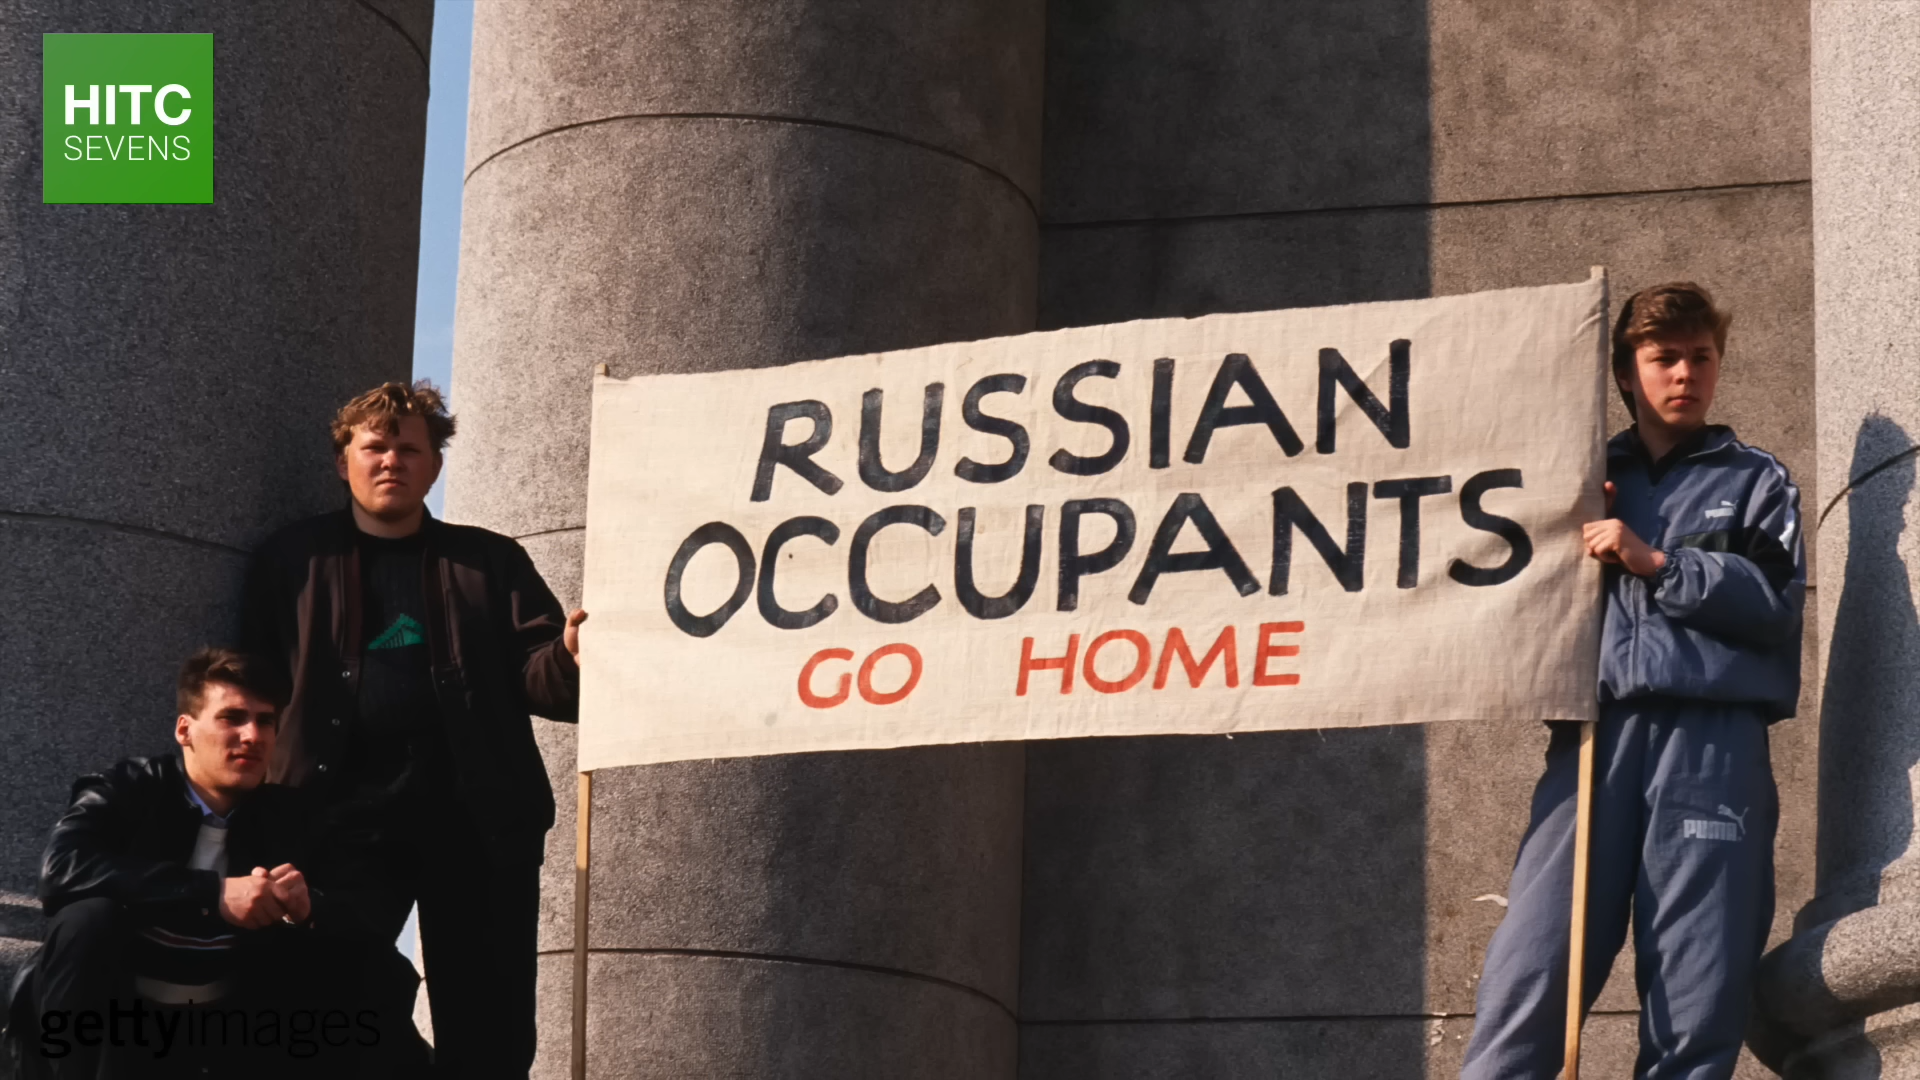 HITC
SEVENS
RUSSIAN
OCCUPANTS
GO HOME
PUMA
PUMA
gettyimages